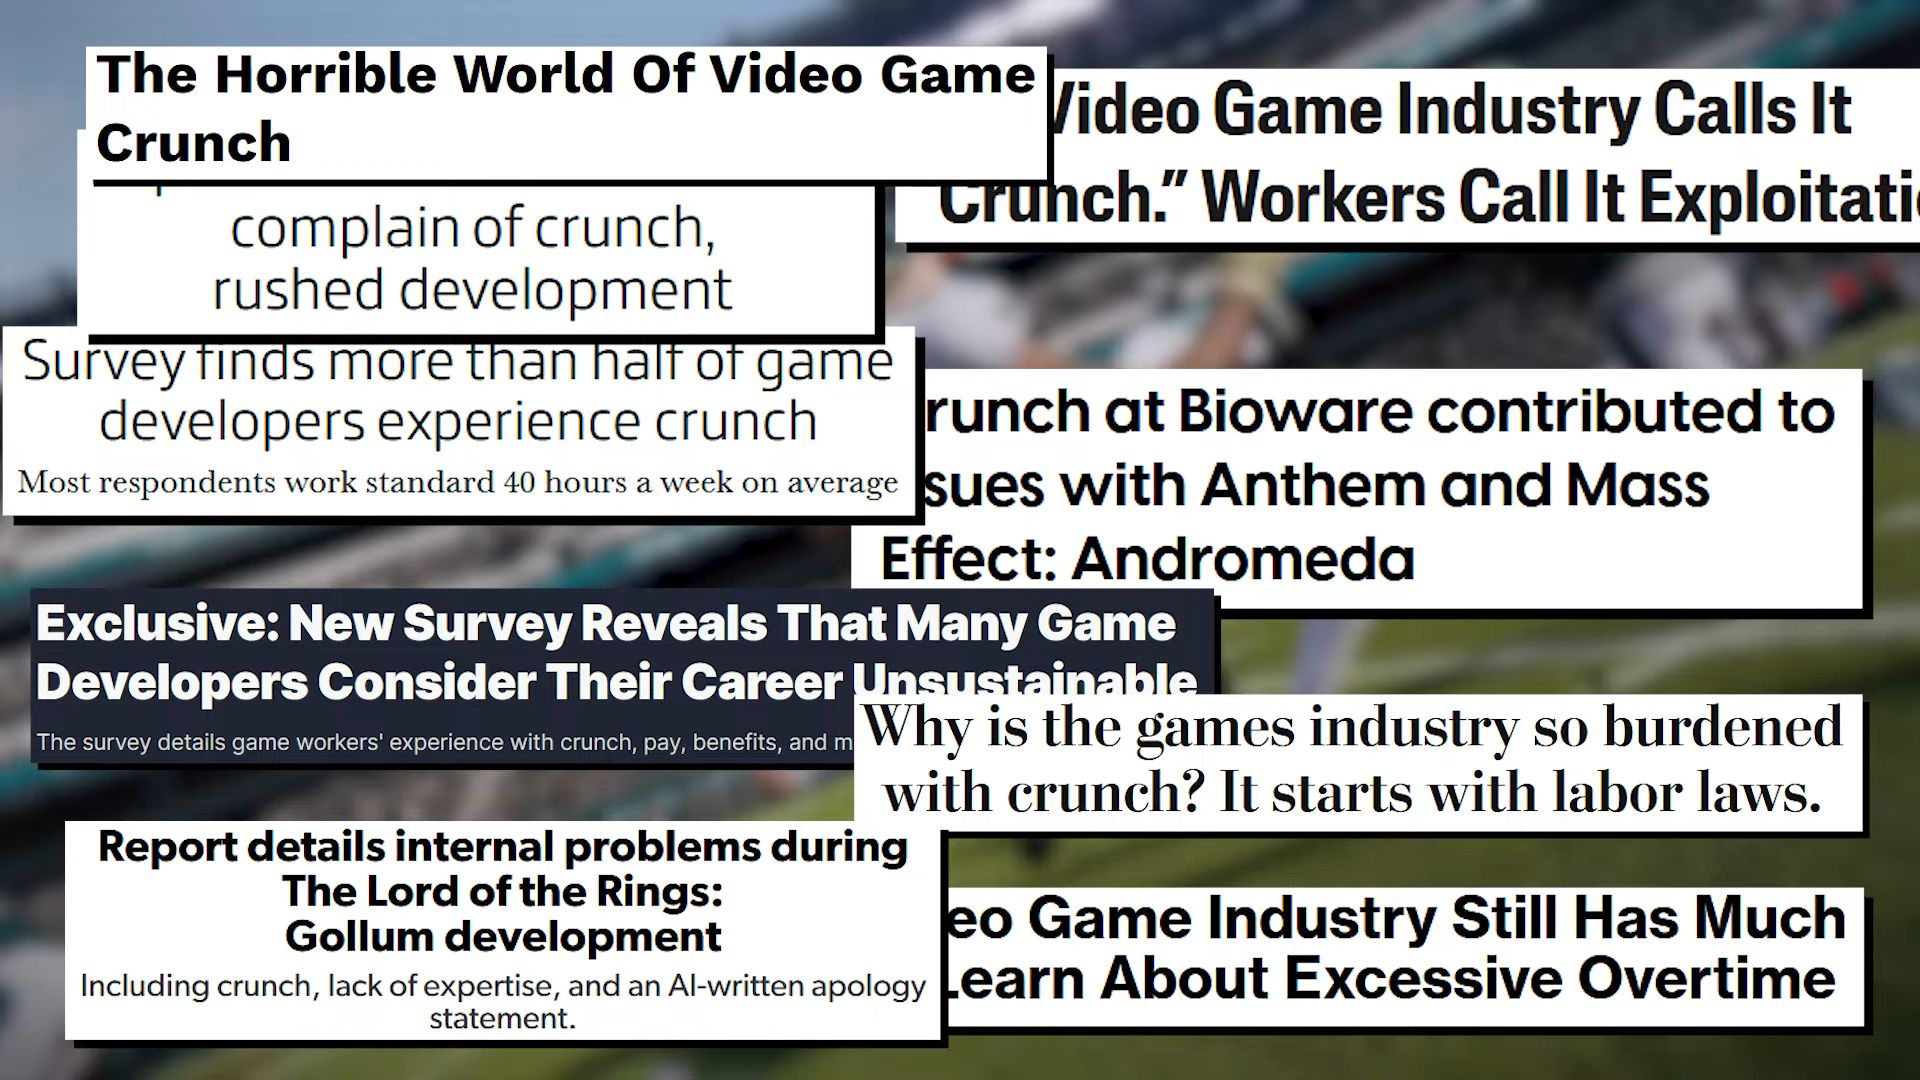 The Horrible World Of Video Game
Crunch
complain of crunch,
rushed development
Survey finds more than half of game
developers experience crunch
Most respondents work standard 40 hours a week on average
Video Game Industry Calls It
Crunch.” Workers Call It
at Bioware contributed to
with Anthem and Mass
Effect: Andromeda
Exclusive: New Survey Reveals That Many Game
Developers Consider Their Career Unsustainable
The survey details game workers' experience with crunch, pay, benefits, and
Why is the games industry so burdened
with crunch? It starts with labor laws.
Report details internal problems during
The Lord of the Rings:
Gollum development
Including crunch, lack of expertise, and an AI-written apology
statement.
Game Industry Still Has Much
Learn About Excessive Overtime